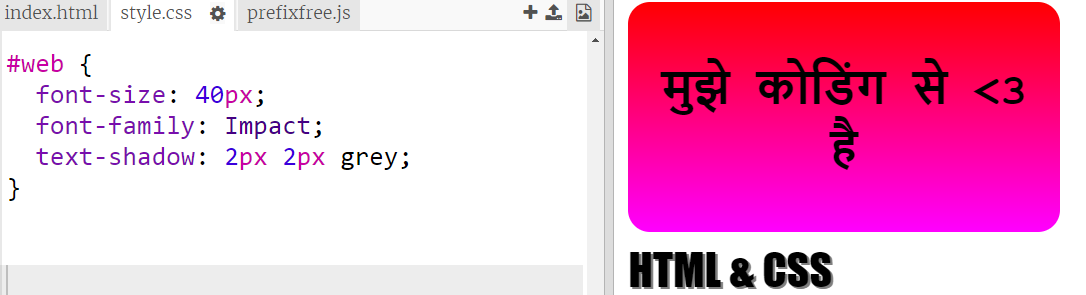 index.html style.css prefixfree.js
#web {
font-size: 40px;
font-family: Impact;
text-shadow: 2px 2px grey;
}
मुझे कोडिंग से <3
है
HTML & CSS